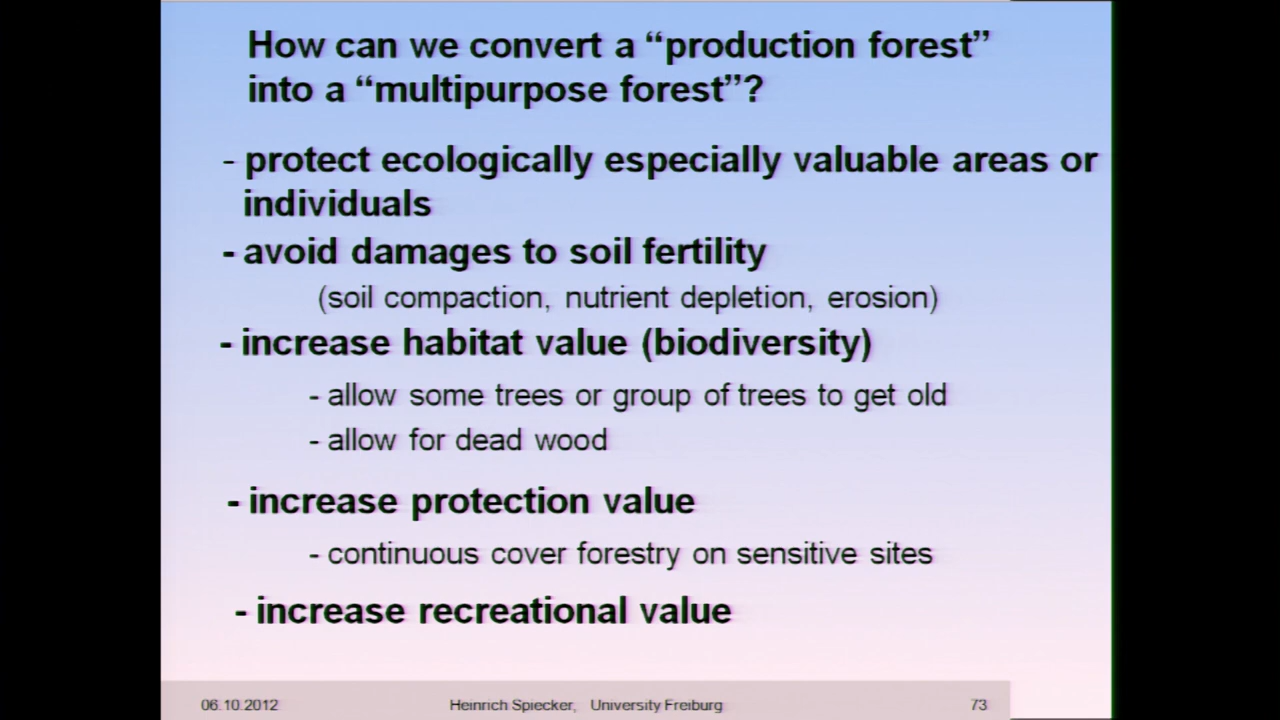 How can we convert a “production forest”
into a “multipurpose forest”?
- protect ecologically especially valuable areas or
individuals
- avoid damages to soil fertility
(soil compaction, nutrient depletion, erosion)
- increase habitat value (biodiversity)
- allow some trees or group of trees to get old
- allow for dead wood
- increase protection value
- continuous cover forestry on sensitive sites
- increase recreational value
06.10.2012 Heinrich Spiecker, University Freiburg 73